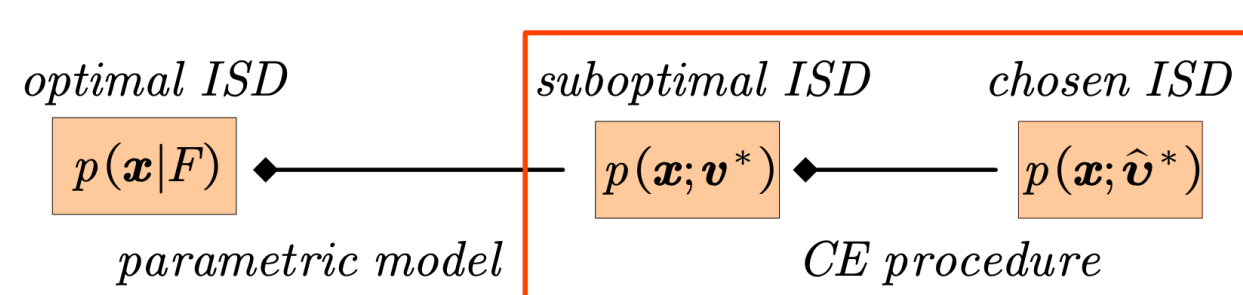 optimal ISD suboptimal ISD chosen ISD
p(x|F) p(x; v*) p(x; v̂*)
parametric model CE procedure